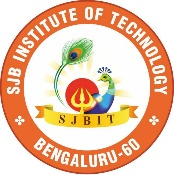 SJB INSTITUTE OF TECHNOLOGY
SJBIT
BENGALURU-60